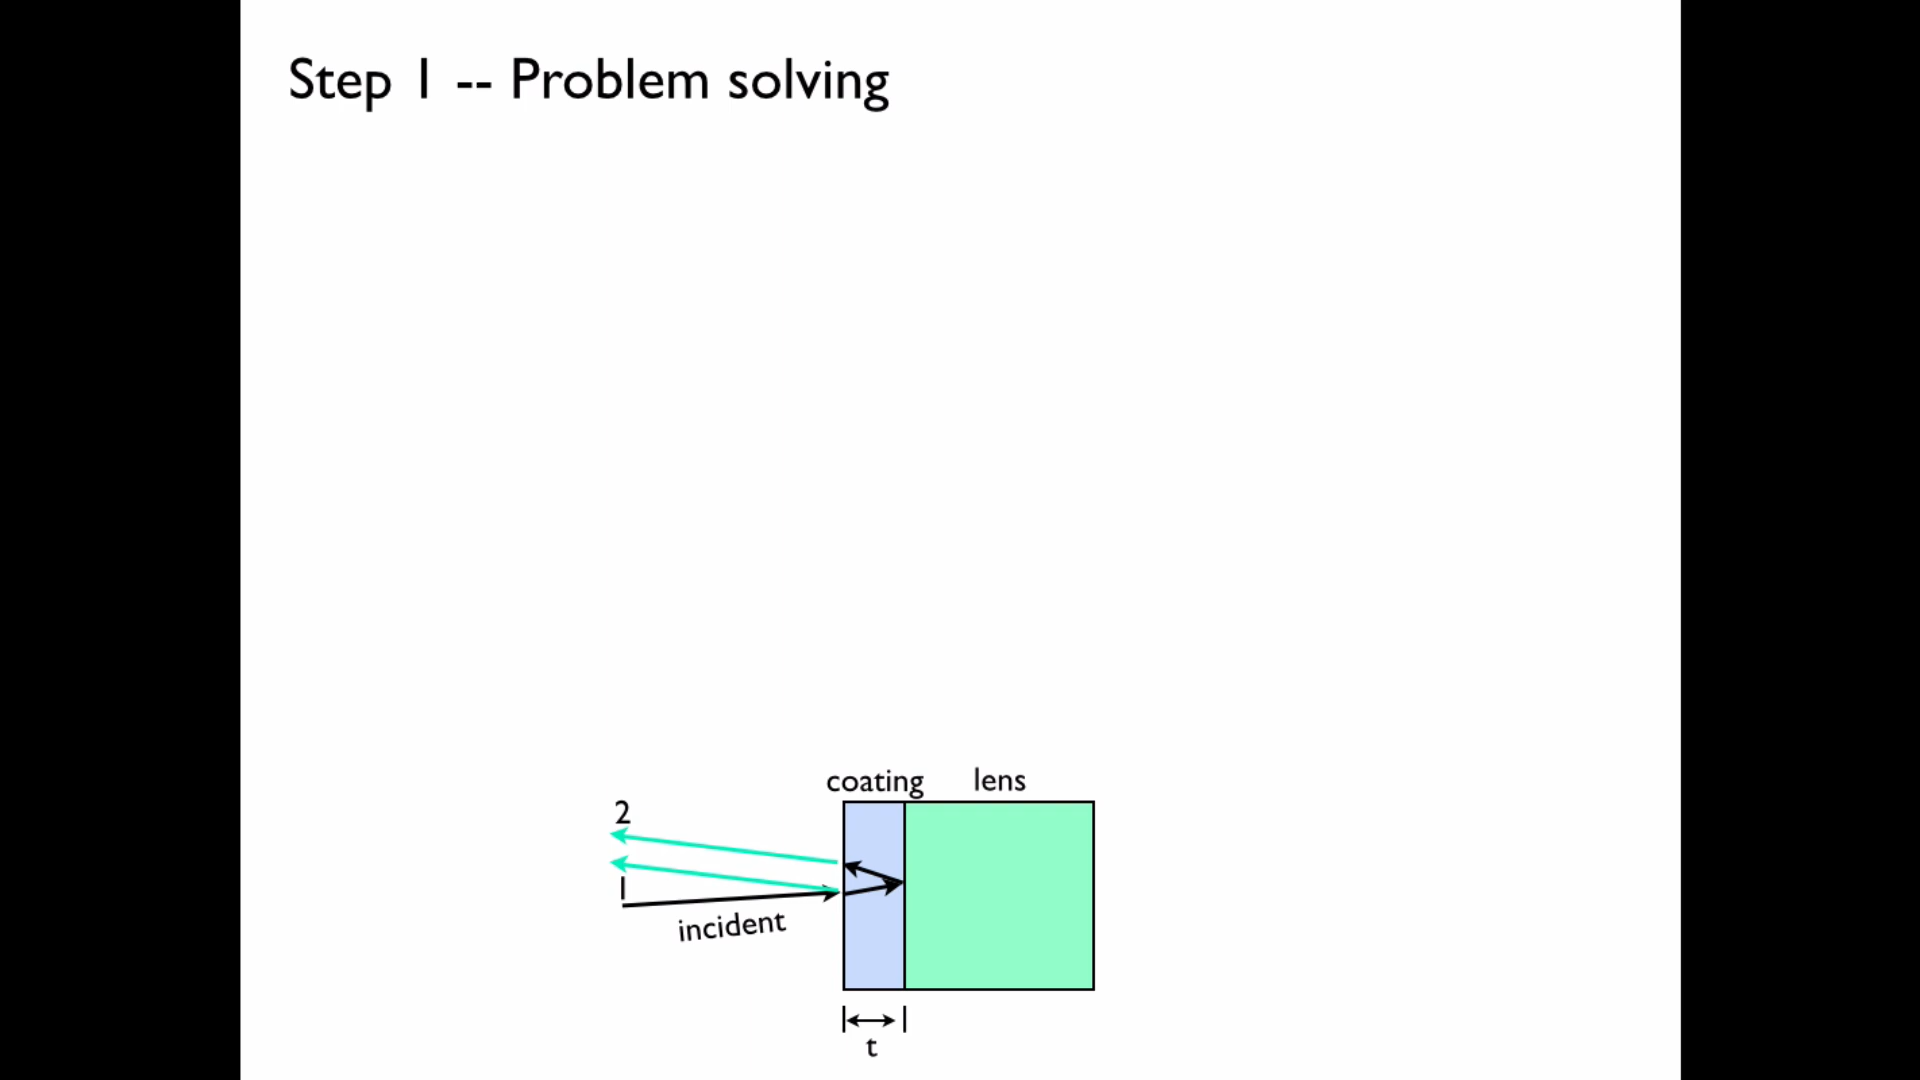 Step 1 -- Problem solving
coating lens
2
1
incident
t